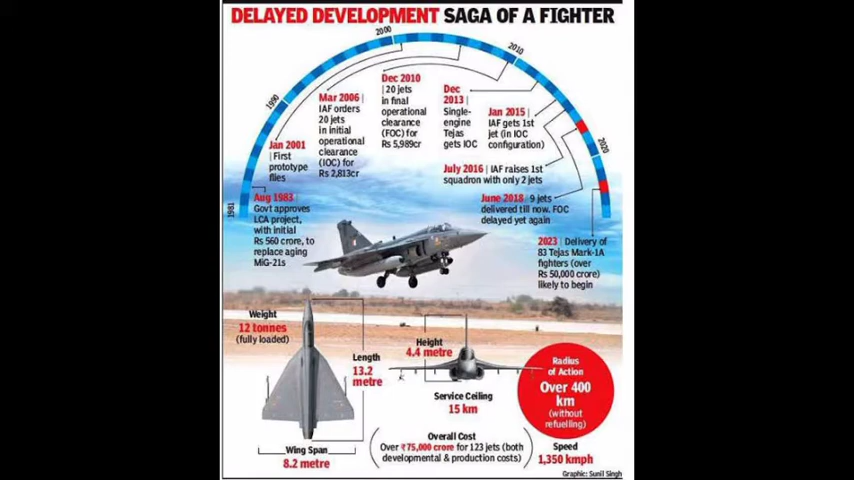 DELAYED DEVELOPMENT SAGA OF A FIGHTER
1981
1990
2000
2010
2020
Aug 1983
Govt approves
LCA project,
with initial
Rs 560 crore, to
replace aging
MiG-21s
Jan 2001
First
prototype
flies
Mar 2006
IAF orders
20 jets
in initial
operational
clearance
(IOC) for
Rs 2,813cr
Dec 2010
20 jets
in final
operational
clearance
(FOC) for
Rs 5,989cr
Dec
2013
Single-
engine
Tejas
gets IOC
Jan 2015
IAF gets 1st
jet (in IOC
configuration)
July 2016 IAF raises 1st
squadron with only 2 jets
June 2018 9 jets
delivered till now. FOC
delayed yet again
2023 Delivery of
83 Tejas Mark-1A
fighters (over
Rs 50,000 crore)
likely to begin
Weight
12 tonnes
(fully loaded)
Length
13.2
metre
Wing Span
8.2 metre
Height
4.4 metre
Service Ceiling
15 km
Overall Cost
Over ₹75,000 crore for 123 jets (both
developmental & production costs)
Radius
of Action
Over 400
km
(without
refuelling)
Speed
1,350 kmph
Graphic: Sunil Singh